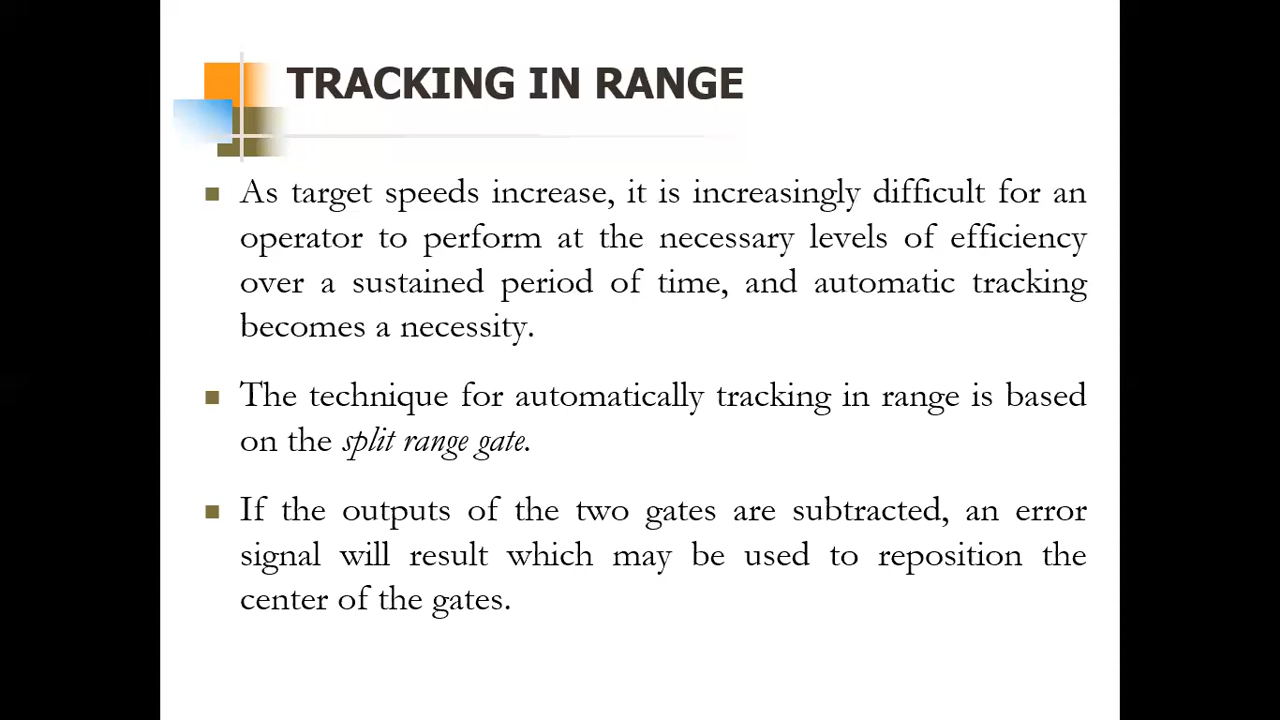 TRACKING IN RANGE
As target speeds increase, it is increasingly difficult for an
operator to perform at the necessary levels of efficiency
over a sustained period of time, and automatic tracking
becomes a necessity.
The technique for automatically tracking in range is based
on the split range gate.
If the outputs of the two gates are subtracted, an error
signal will result which may be used to reposition the
center of the gates.